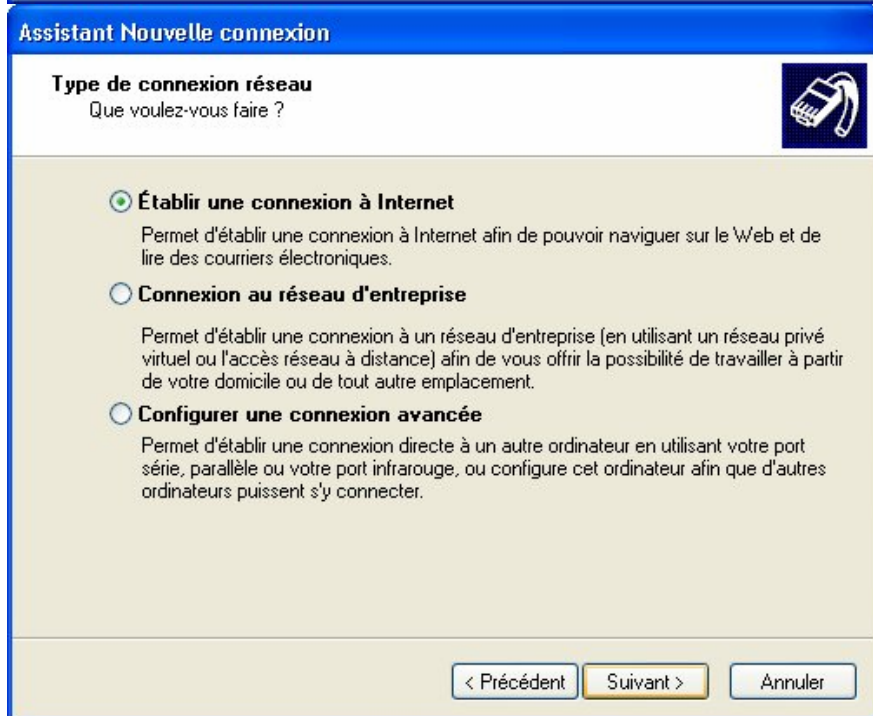 Assistant Nouvelle connexion
Type de connexion réseau
Que voulez-vous faire ?
Établir une connexion à Internet
Permet d'établir une connexion à Internet afin de pouvoir naviguer sur le Web et de
lire des courriers électroniques.
Connexion au réseau d'entreprise
Permet d'établir une connexion à un réseau d'entreprise (en utilisant un réseau privé
virtuel ou l'accès réseau à distance) afin de vous offrir la possibilité de travailler à partir
de votre domicile ou de tout autre emplacement.
Configurer une connexion avancée
Permet d'établir une connexion directe à un autre ordinateur en utilisant votre port
série, parallèle ou votre port infrarouge, ou configure cet ordinateur afin que d'autres
ordinateurs puissent s'y connecter.
< Précédent Suivant > Annuler